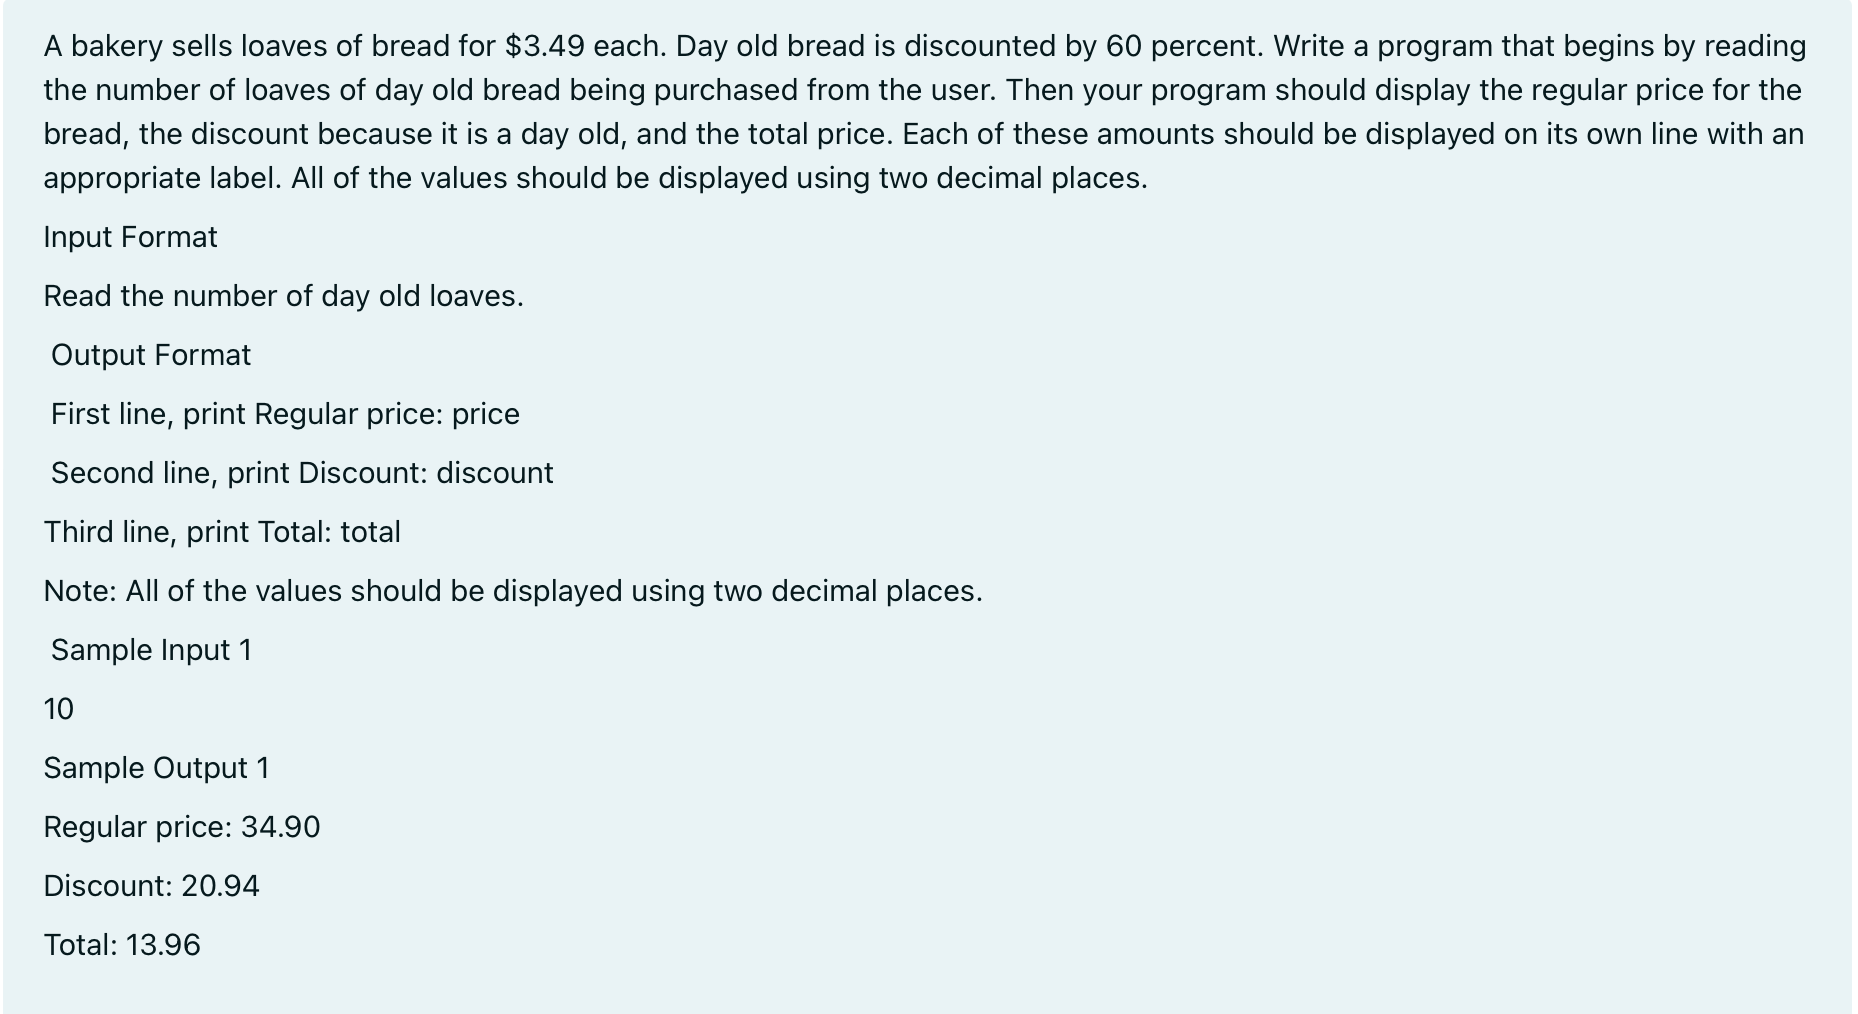 A bakery sells loaves of bread for $3.49 each. Day old bread is discounted by 60 percent. Write a program that begins by reading
the number of loaves of day old bread being purchased from the user. Then your program should display the regular price for the
bread, the discount because it is a day old, and the total price. Each of these amounts should be displayed on its own line with an
appropriate label. All of the values should be displayed using two decimal places.
Input Format
Read the number of day old loaves.
Output Format
First line, print Regular price: price
Second line, print Discount: discount
Third line, print Total: total
Note: All of the values should be displayed using two decimal places.
Sample Input 1
10
Sample Output 1
Regular price: 34.90
Discount: 20.94
Total: 13.96